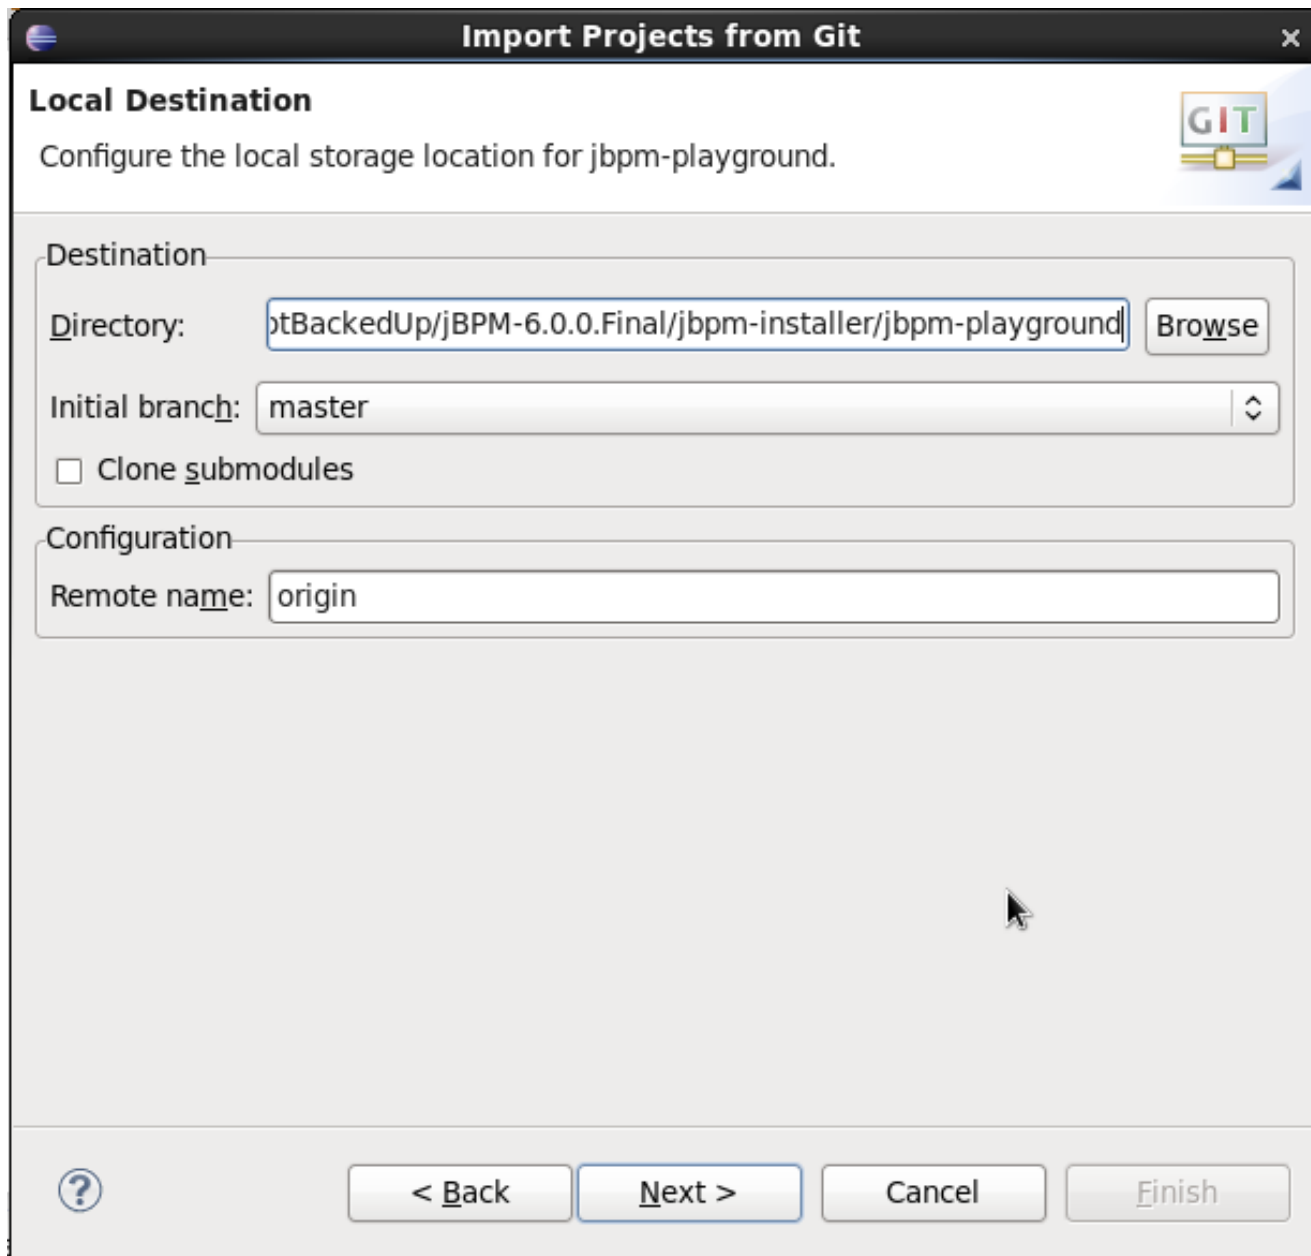 Import Projects from Git
Local Destination
Configure the local storage location for jbpm-playground.
GIT
Destination
Directory: otBackedUp/jBPM-6.0.0.Final/jbpm-installer/jbpm-playground Browse
Initial branch: master
Clone submodules
Configuration
Remote name: origin
< Back Next > Cancel Finish